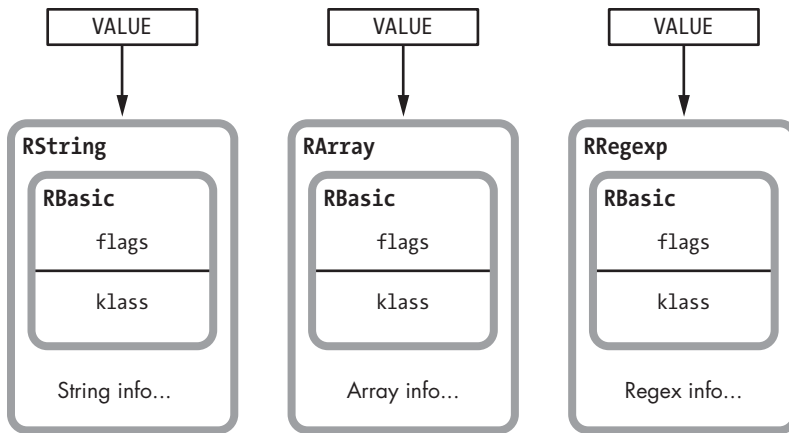 VALUE VALUE VALUE
RString RArray RRegexp
RBasic RBasic RBasic
flags flags flags
klass klass klass
String info... Array info... Regex info...